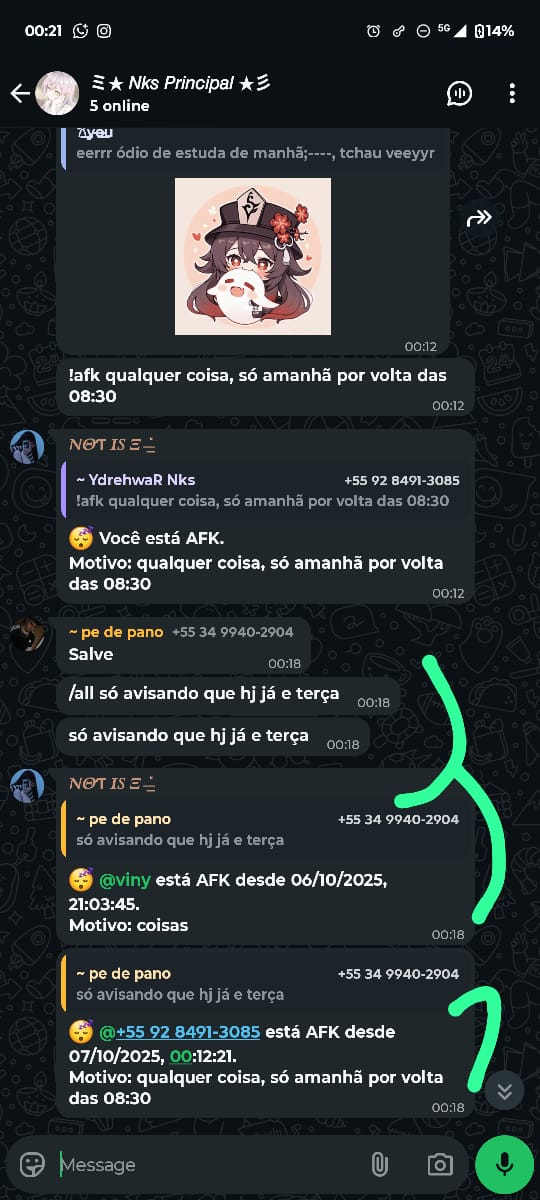 00:21
5G
14%
ミ★ Nks Principal ★彡
5 online
eerrr ódio de estuda de manhã;----, tchau veeyyr
00:12
!afk qualquer coisa, só amanhã por volta das
08:30
00:12
NΘT IS Ξ
~ YdrehwaR Nks +55 92 8491-3085
!afk qualquer coisa, só amanhã por volta das 08:30
😴 Você está AFK.
Motivo: qualquer coisa, só amanhã por volta
das 08:30
00:12
~ pe de pano +55 34 9940-2904
Salve
00:18
/all só avisando que hj já e terça
00:18
só avisando que hj já e terça
00:18
NΘT IS Ξ
~ pe de pano +55 34 9940-2904
só avisando que hj já e terça
😴 @viny está AFK desde 06/10/2025,
21:03:45.
Motivo: coisas
00:18
~ pe de pano +55 34 9940-2904
só avisando que hj já e terça
😴 @+55 92 8491-3085 está AFK desde
07/10/2025, 00:12:21.
Motivo: qualquer coisa, só amanhã por volta
das 08:30
00:18
Message